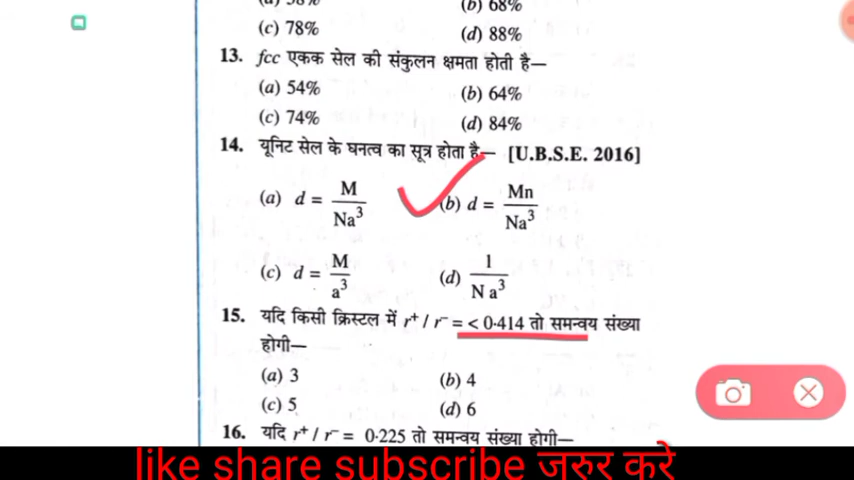 (b) 68%
(c) 78% (d) 88%
13. fcc एकक सेल की संकुलन क्षमता होती है—
(a) 54% (b) 64%
(c) 74% (d) 84%
14. यूनिट सेल के घनत्व का सूत्र होता है— [U.B.S.E. 2016]
(a) d = M/Na³ (b) d = Mn/Na³
(c) d = M/a³ (d) 1/N a³
15. यदि किसी क्रिस्टल में r⁺ / r⁻ = < 0·414 तो समन्वय संख्या
होगी—
(a) 3 (b) 4
(c) 5 (d) 6
16. यदि r⁺ / r⁻ = 0·225 तो समन्वय संख्या होगी—
like share subscribe जरुर करे